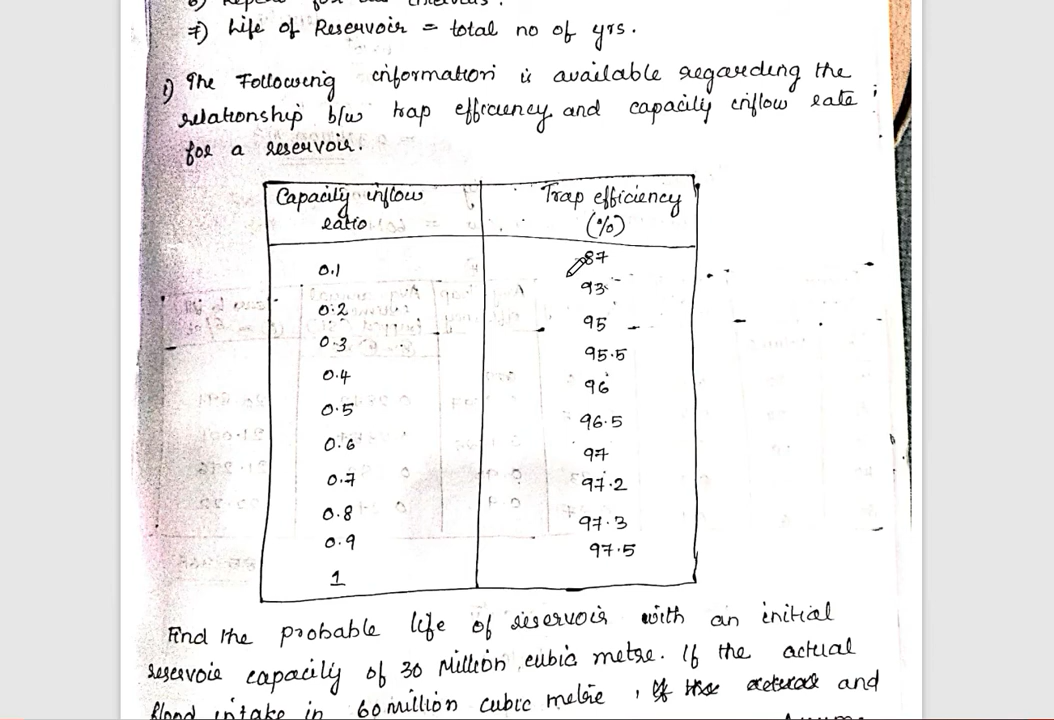 7) Life of Reservoir = total no of yrs.
i) The Following information is available regarding the
relationship b/w trap efficiency and capacity inflow rate
for a reservoir.
Capacity inflow ratio Trap efficiency (%)
0.1 87
0.2 93
0.3 95
0.4 95.5
0.5 96
0.6 96.5
0.7 97
0.8 97.2
0.9 97.3
1 97.5
Find the probable life of reservoir with an initial
reservoir capacity of 30 Million cubic metre. If the actual
flood intake in 60 million cubic metre, and